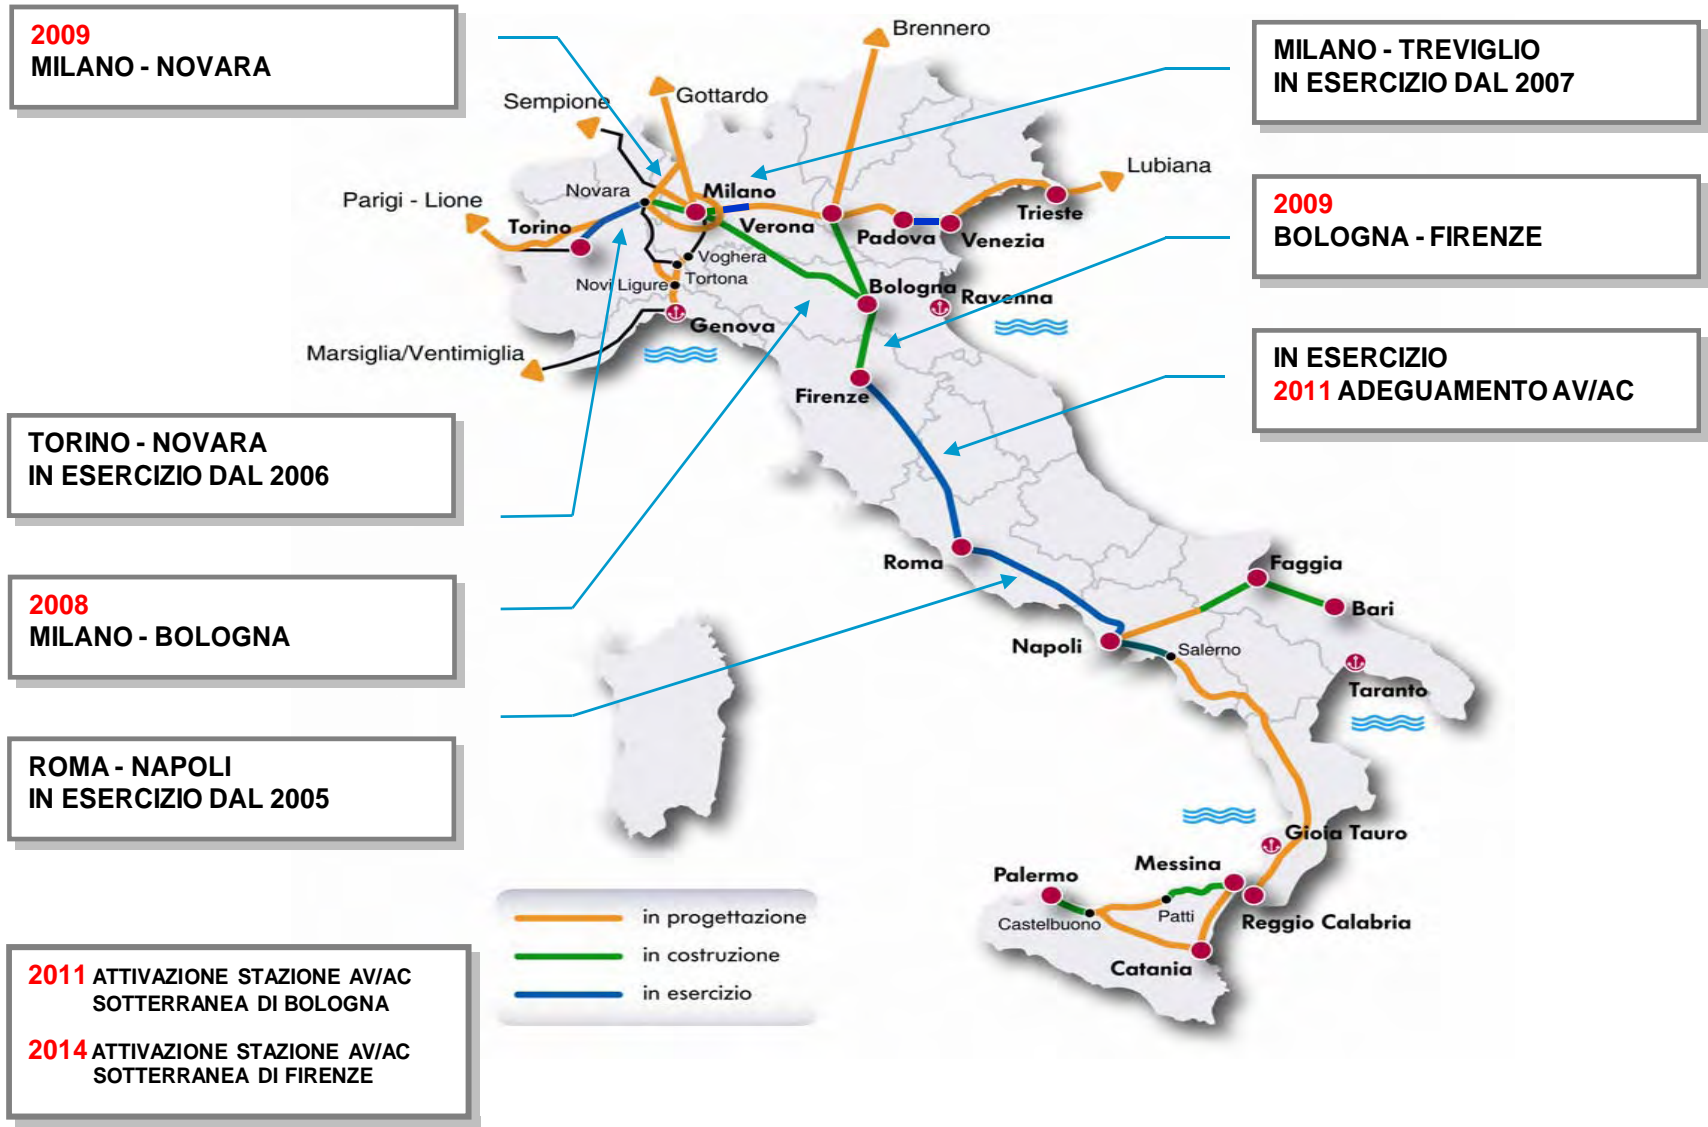 2009
MILANO - NOVARA
MILANO - TREVIGLIO
IN ESERCIZIO DAL 2007
2009
BOLOGNA - FIRENZE
IN ESERCIZIO
2011 ADEGUAMENTO AV/AC
TORINO - NOVARA
IN ESERCIZIO DAL 2006
2008
MILANO - BOLOGNA
ROMA - NAPOLI
IN ESERCIZIO DAL 2005
2011 ATTIVAZIONE STAZIONE AV/AC
SOTTERRANEA DI BOLOGNA
2014 ATTIVAZIONE STAZIONE AV/AC
SOTTERRANEA DI FIRENZE
Brennero
Gottardo
Sempione
Lubiana
Parigi - Lione
Novara
Milano
Torino
Verona
Padova
Venezia
Trieste
Voghera
Tortona
Novi Ligure
Genova
Bologna
Ravenna
Marsiglia/Ventimiglia
Firenze
Roma
Faggia
Bari
Napoli
Salerno
Taranto
Gioia Tauro
Messina
Palermo
Castelbuono
Patti
Reggio Calabria
Catania
in progettazione
in costruzione
in esercizio